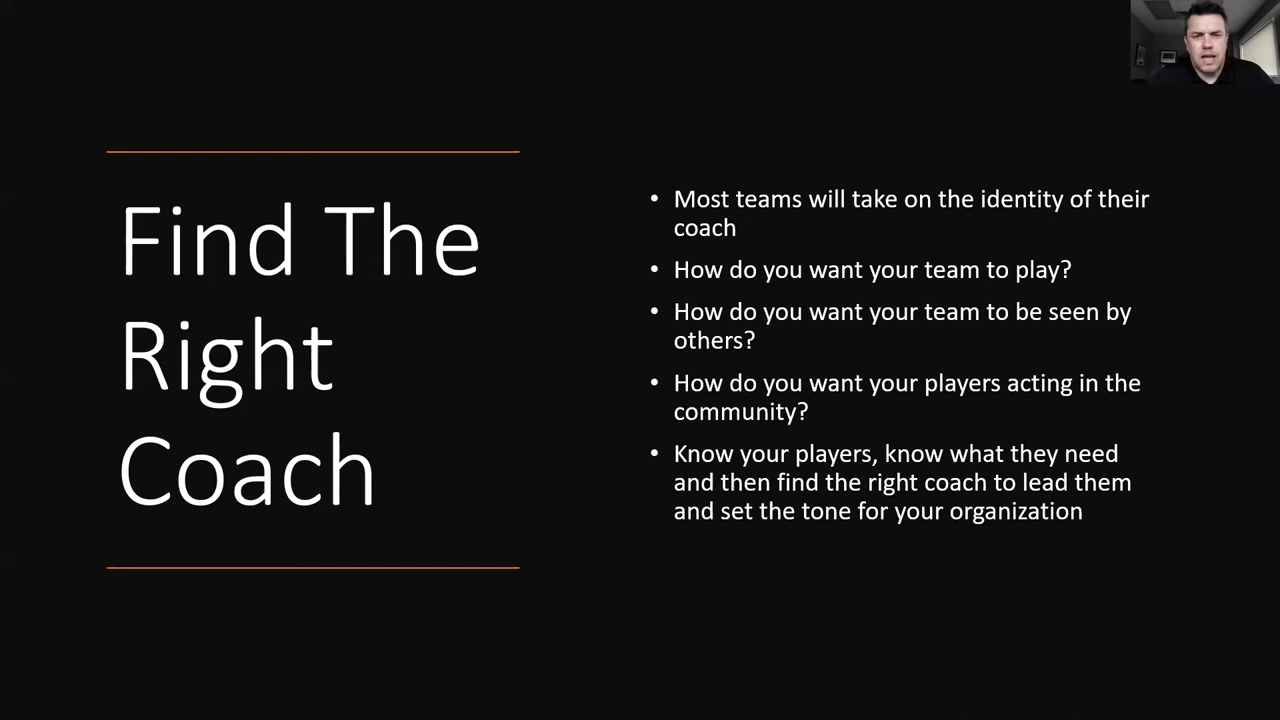 Find The
Right
Coach
• Most teams will take on the identity of their
coach
• How do you want your team to play?
• How do you want your team to be seen by
others?
• How do you want your players acting in the
community?
• Know your players, know what they need
and then find the right coach to lead them
and set the tone for your organization